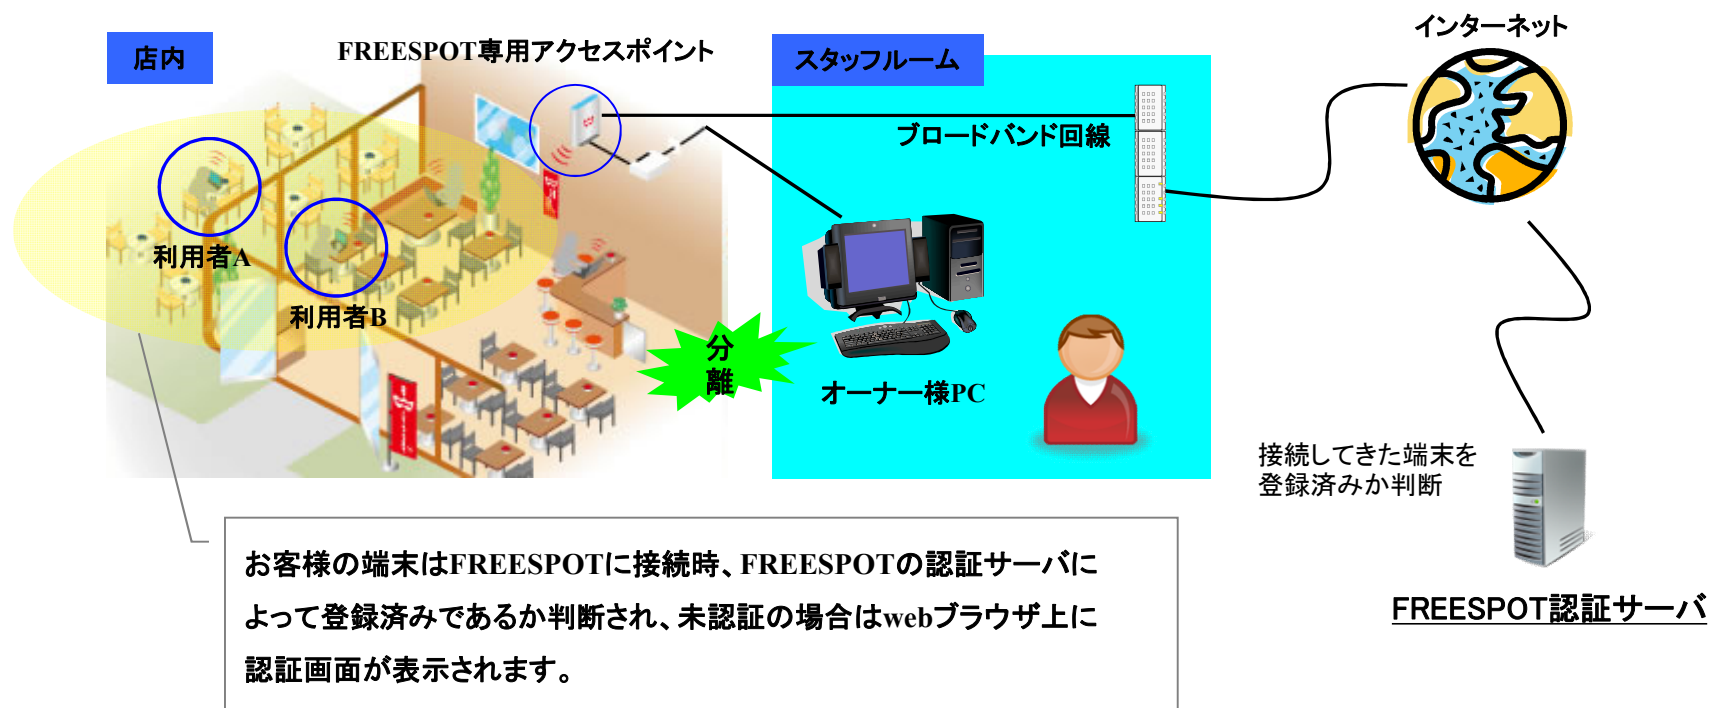 インターネット
店内
FREESPOT専用アクセスポイント
スタッフルーム
ブロードバンド回線
利用者A
利用者B
分
離
オーナー様PC
接続してきた端末を
登録済みか判断
FREESPOT認証サーバ
お客様の端末はFREESPOTに接続時、FREESPOTの認証サーバに
よって登録済みであるか判断され、未認証の場合はwebブラウザ上に
認証画面が表示されます。